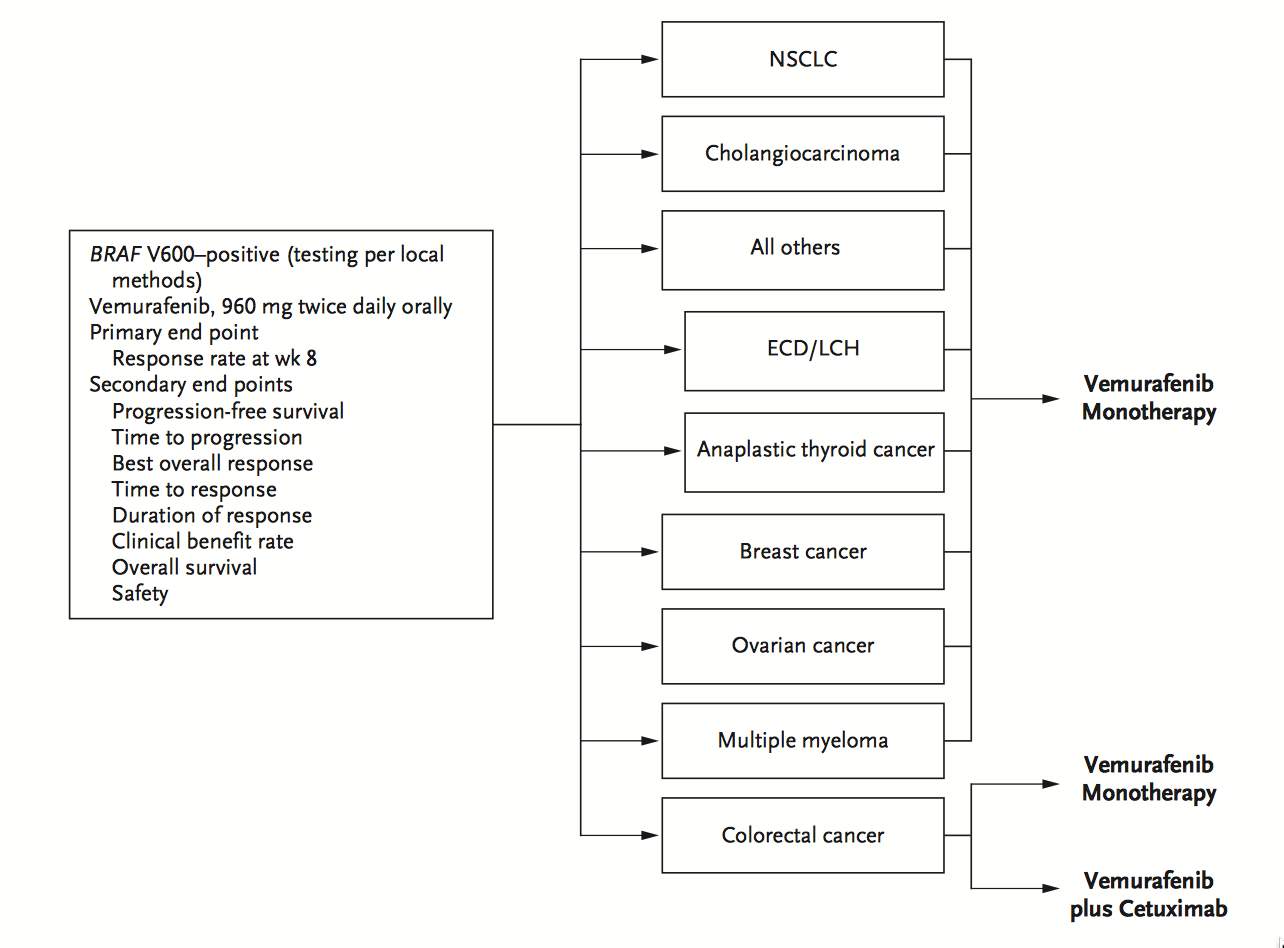 BRAF V600–positive (testing per local
methods)
Vemurafenib, 960 mg twice daily orally
Primary end point
Response rate at wk 8
Secondary end points
Progression-free survival
Time to progression
Best overall response
Time to response
Duration of response
Clinical benefit rate
Overall survival
Safety
NSCLC
Cholangiocarcinoma
All others
ECD/LCH
Anaplastic thyroid cancer
Breast cancer
Ovarian cancer
Multiple myeloma
Colorectal cancer
Vemurafenib
Monotherapy
Vemurafenib
Monotherapy
Vemurafenib
plus Cetuximab